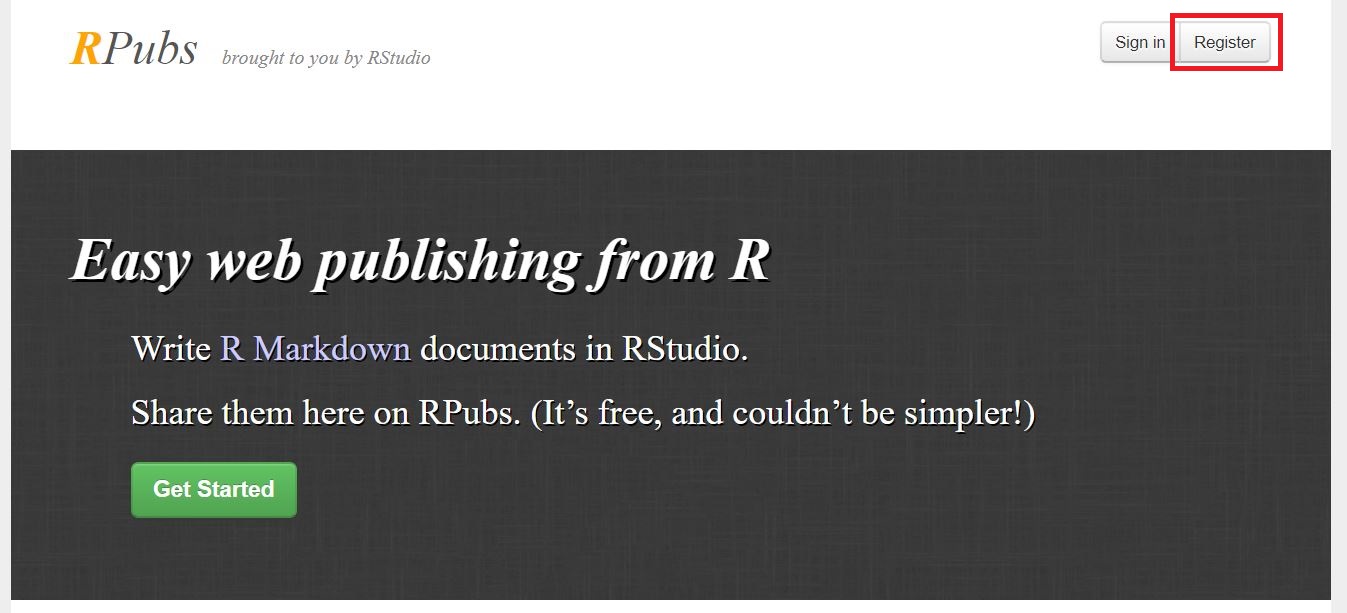 RPubs brought to you by RStudio
Sign in Register
Easy web publishing from R
Write R Markdown documents in RStudio.
Share them here on RPubs. (It’s free, and couldn’t be simpler!)
Get Started